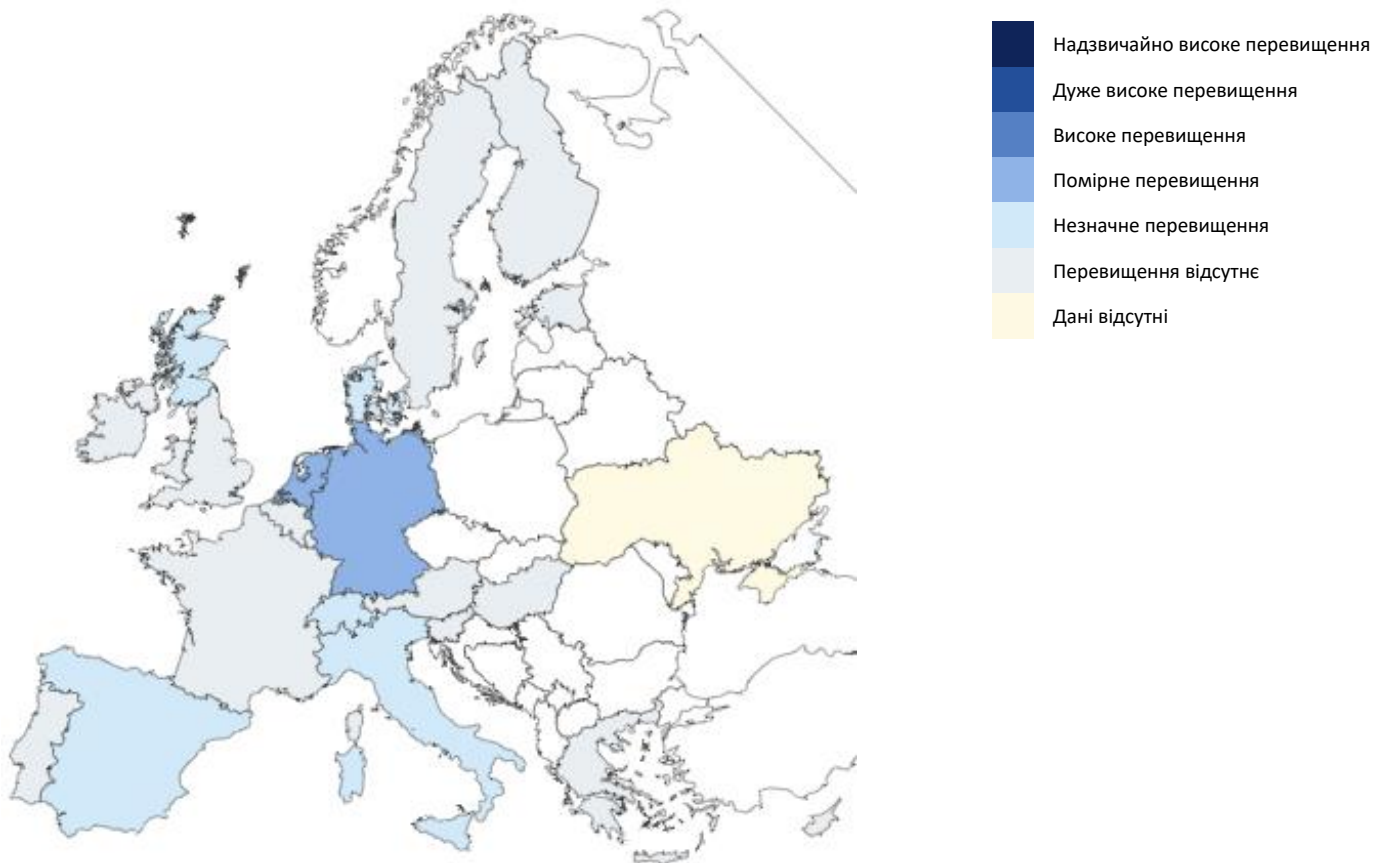 Надзвичайно високе перевищення
Дуже високе перевищення
Високе перевищення
Помірне перевищення
Незначне перевищення
Перевищення відсутнє
Дані відсутні